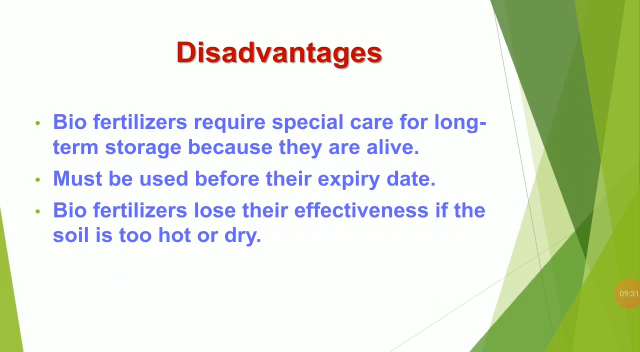 Disadvantages
• Bio fertilizers require special care for long-
term storage because they are alive.
• Must be used before their expiry date.
• Bio fertilizers lose their effectiveness if the
soil is too hot or dry.
09:31